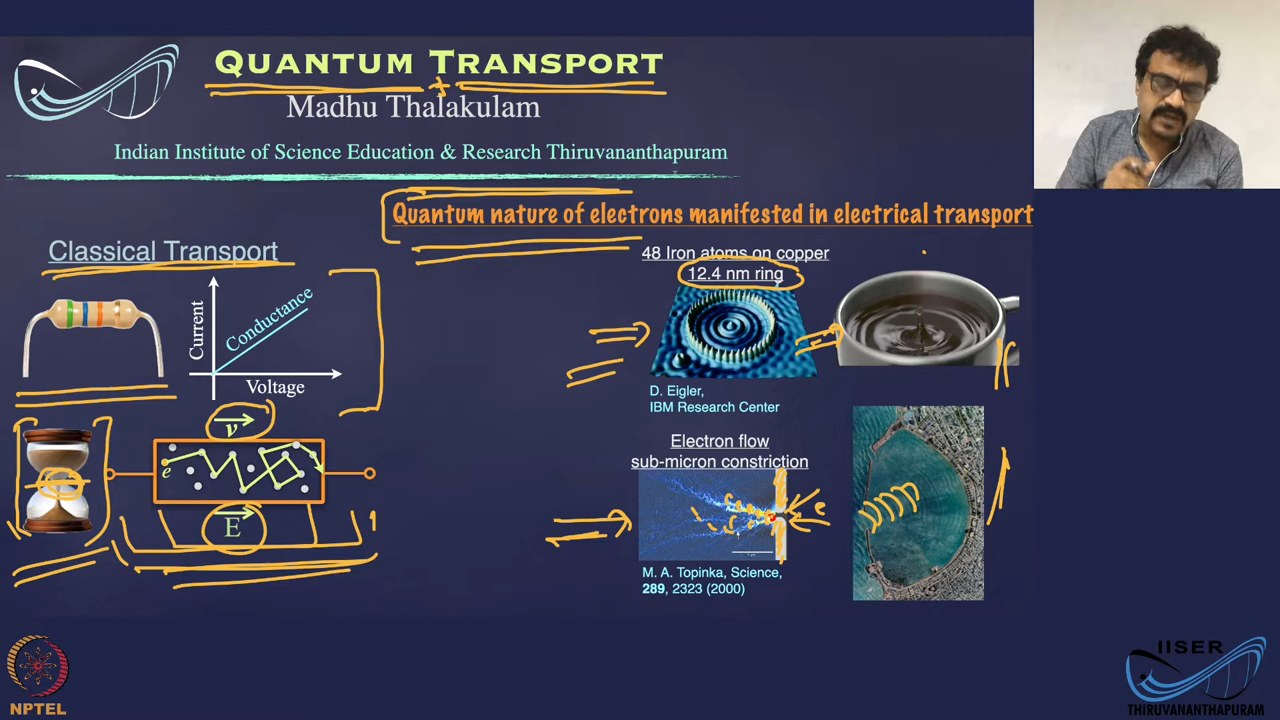 QUANTUM TRANSPORT
Madhu Thalakulam
Indian Institute of Science Education & Research Thiruvananthapuram
Quantum nature of electrons manifested in electrical transport
Classical Transport
Current
Conductance
Voltage
v
e
E
48 Iron atoms on copper
12.4 nm ring
D. Eigler,
IBM Research Center
Electron flow
sub-micron constriction
e
M. A. Topinka, Science,
289, 2323 (2000)
NPTEL
IISER
THIRUVANANTHAPURAM